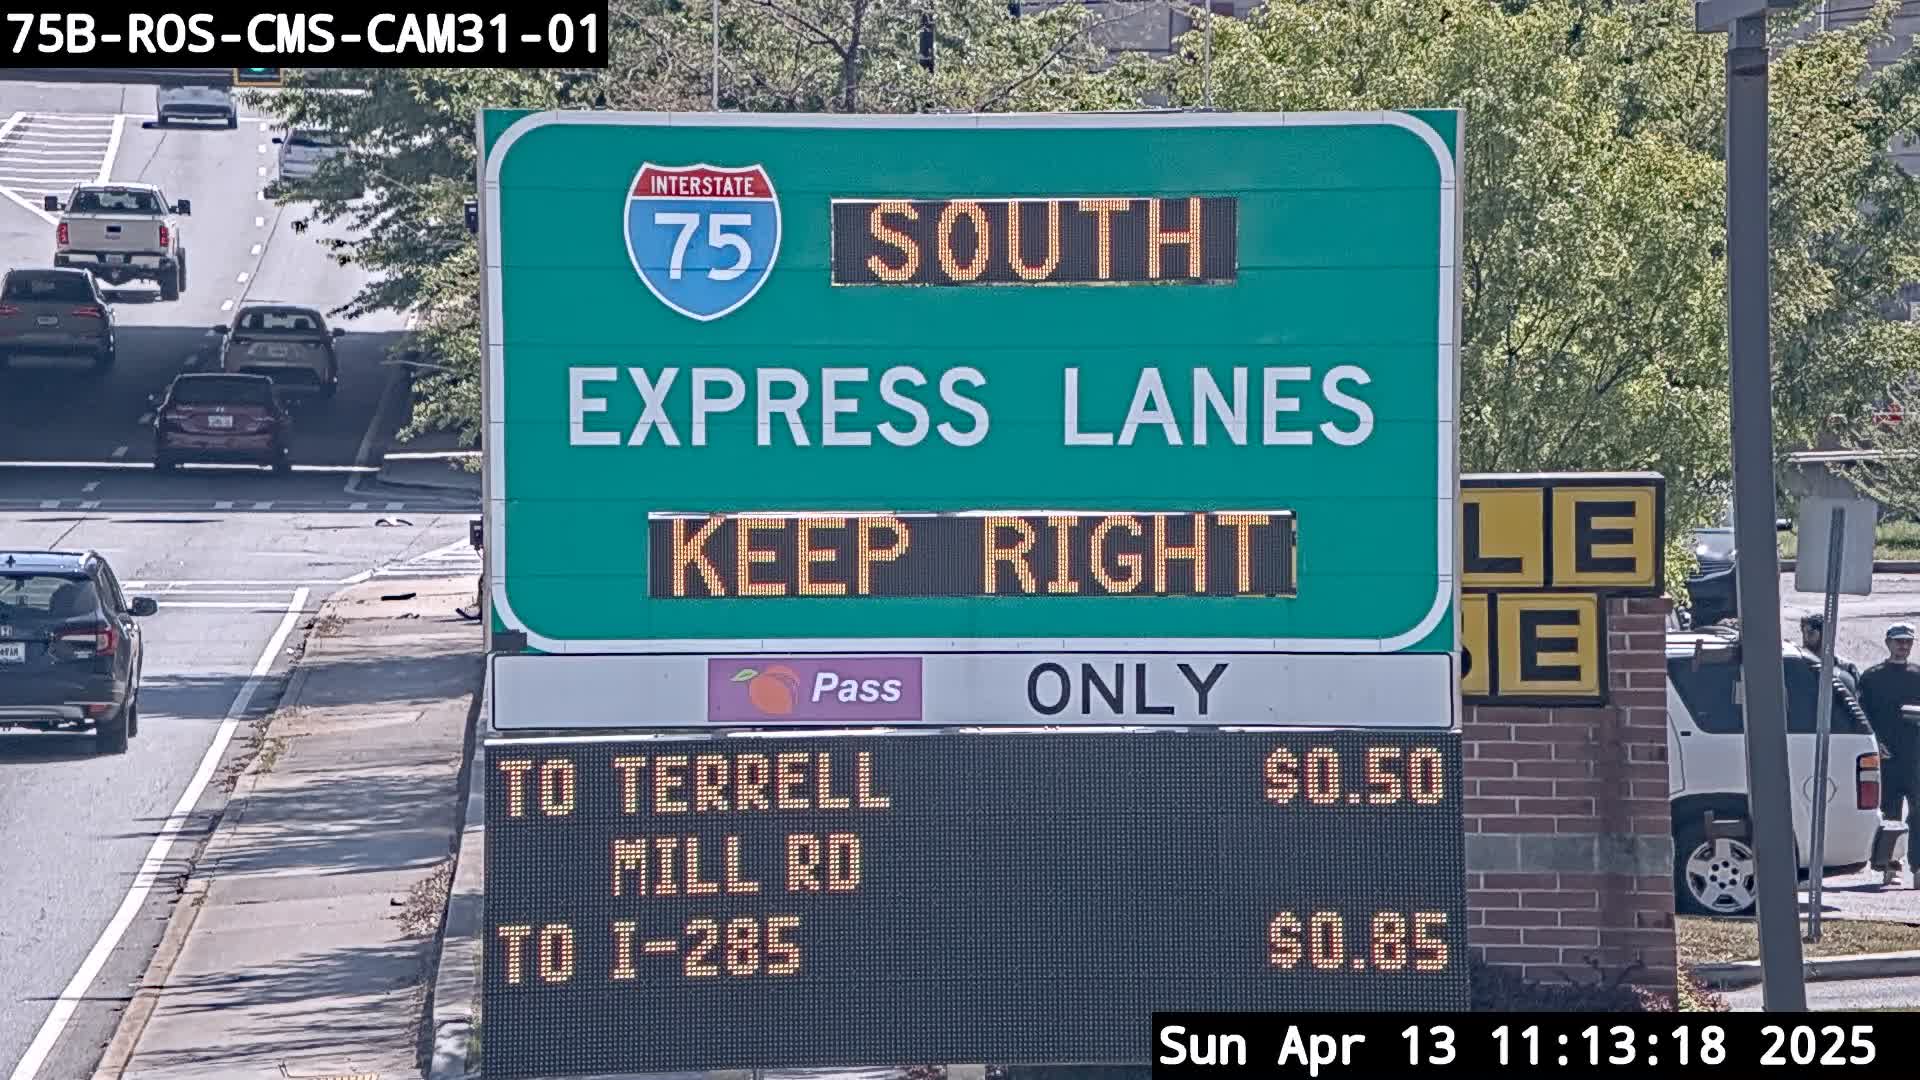 75B-ROS-CMS-CAM31-01
INTERSTATE
75
SOUTH
EXPRESS LANES
KEEP RIGHT
Pass ONLY
TO TERRELL $0.50
MILL RD
TO I-285 $0.85
LE
E
Sun Apr 13 11:13:18 2025